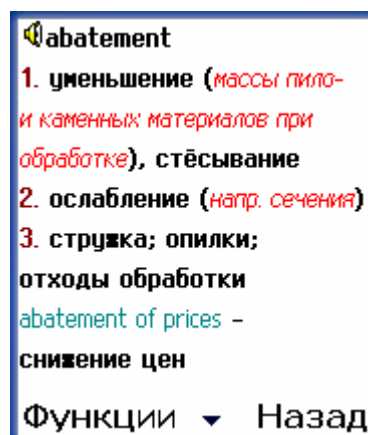 abatement
1. уменьшение (массы пило-
и каменных материалов при
обработке), стёсывание
2. ослабление (напр. сечения)
3. стружка; опилки;
отходы обработки
abatement of prices –
снижение цен
Функции Назад